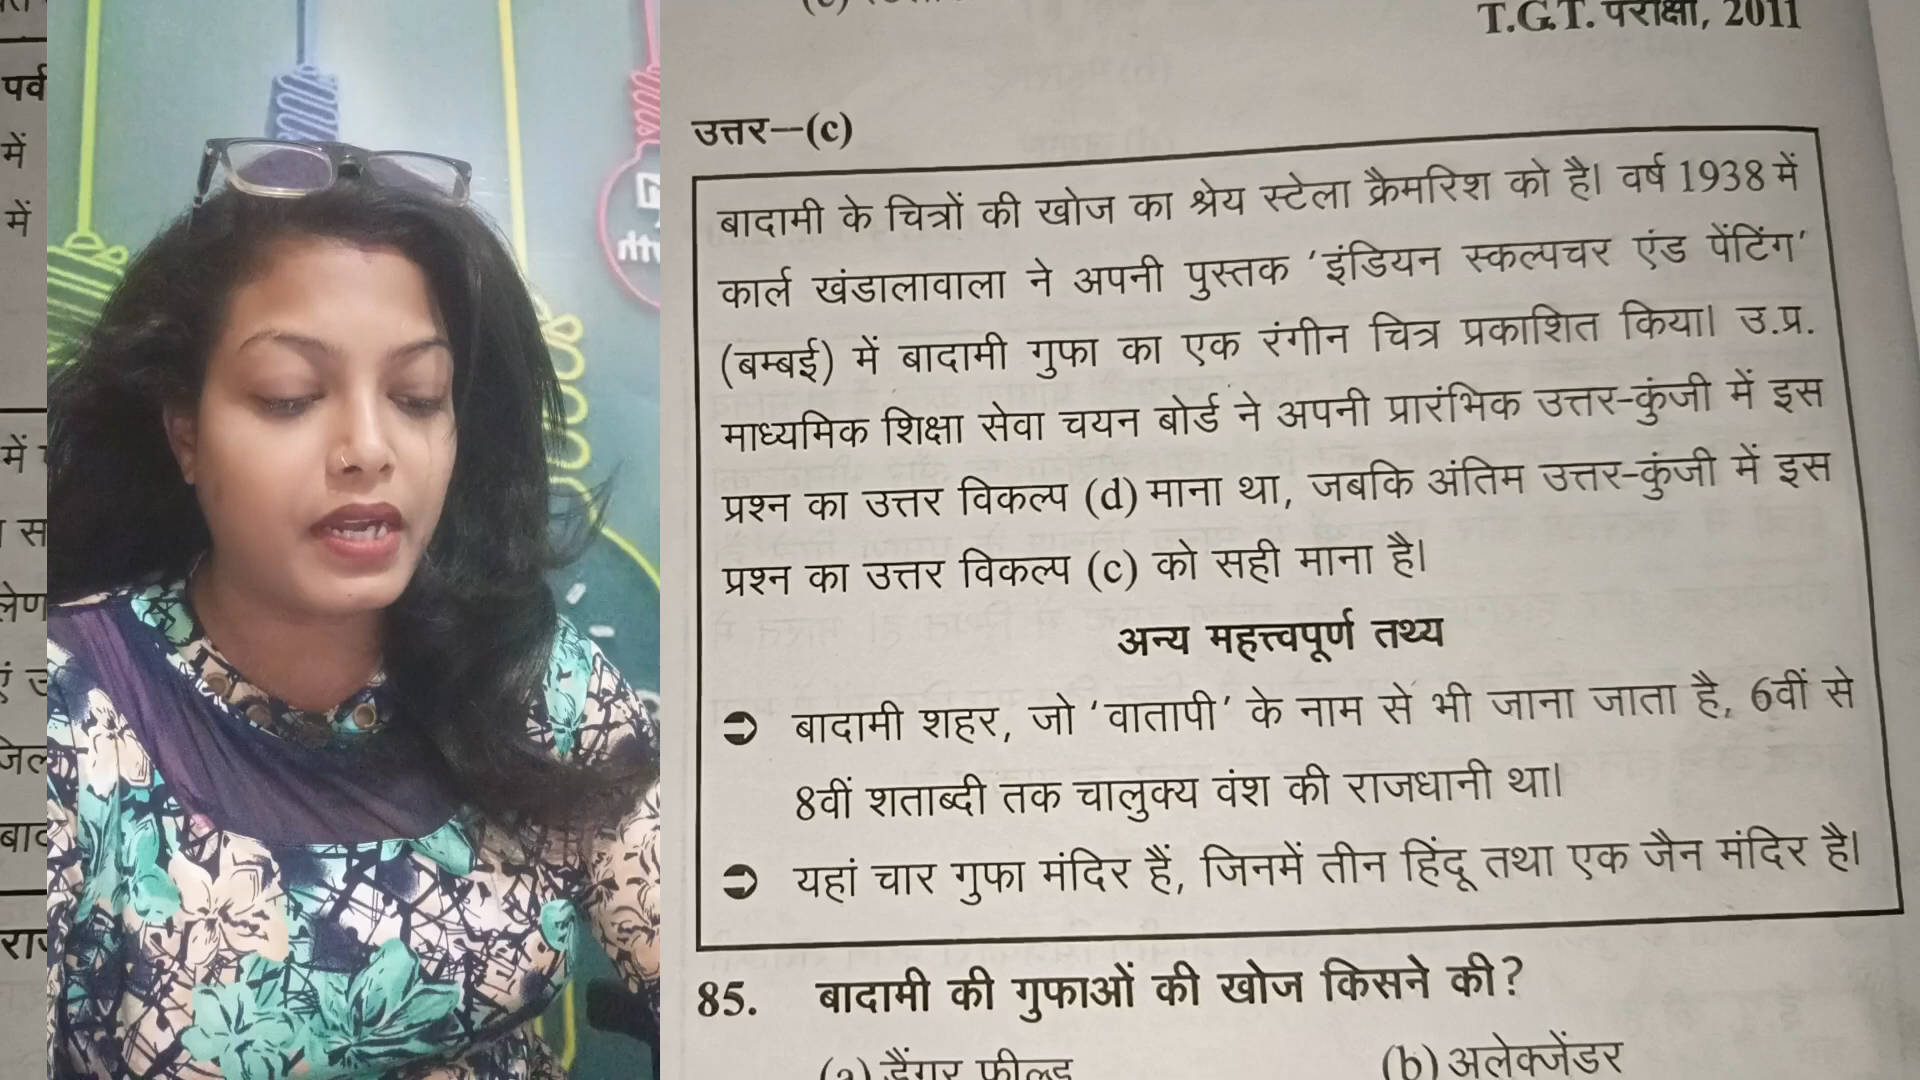 T.G.T. परीक्षा, 2011
उत्तर—(c)
बादामी के चित्रों की खोज का श्रेय स्टेला क्रैमरिश को है। वर्ष 1938 में
कार्ल खंडालावाला ने अपनी पुस्तक 'इंडियन स्कल्पचर एंड पेंटिंग'
(बम्बई) में बादामी गुफा का एक रंगीन चित्र प्रकाशित किया। उ.प्र.
माध्यमिक शिक्षा सेवा चयन बोर्ड ने अपनी प्रारंभिक उत्तर-कुंजी में इस
प्रश्न का उत्तर विकल्प (d) माना था, जबकि अंतिम उत्तर-कुंजी में इस
प्रश्न का उत्तर विकल्प (c) को सही माना है।
अन्य महत्त्वपूर्ण तथ्य
➲ बादामी शहर, जो 'वातापी' के नाम से भी जाना जाता है, 6वीं से
8वीं शताब्दी तक चालुक्य वंश की राजधानी था।
➲ यहां चार गुफा मंदिर हैं, जिनमें तीन हिंदू तथा एक जैन मंदिर है।
85. बादामी की गुफाओं की खोज किसने की?
(a) डैंगर फील्ड (b) अलेक्जेंडर
पर्व
में
में
में